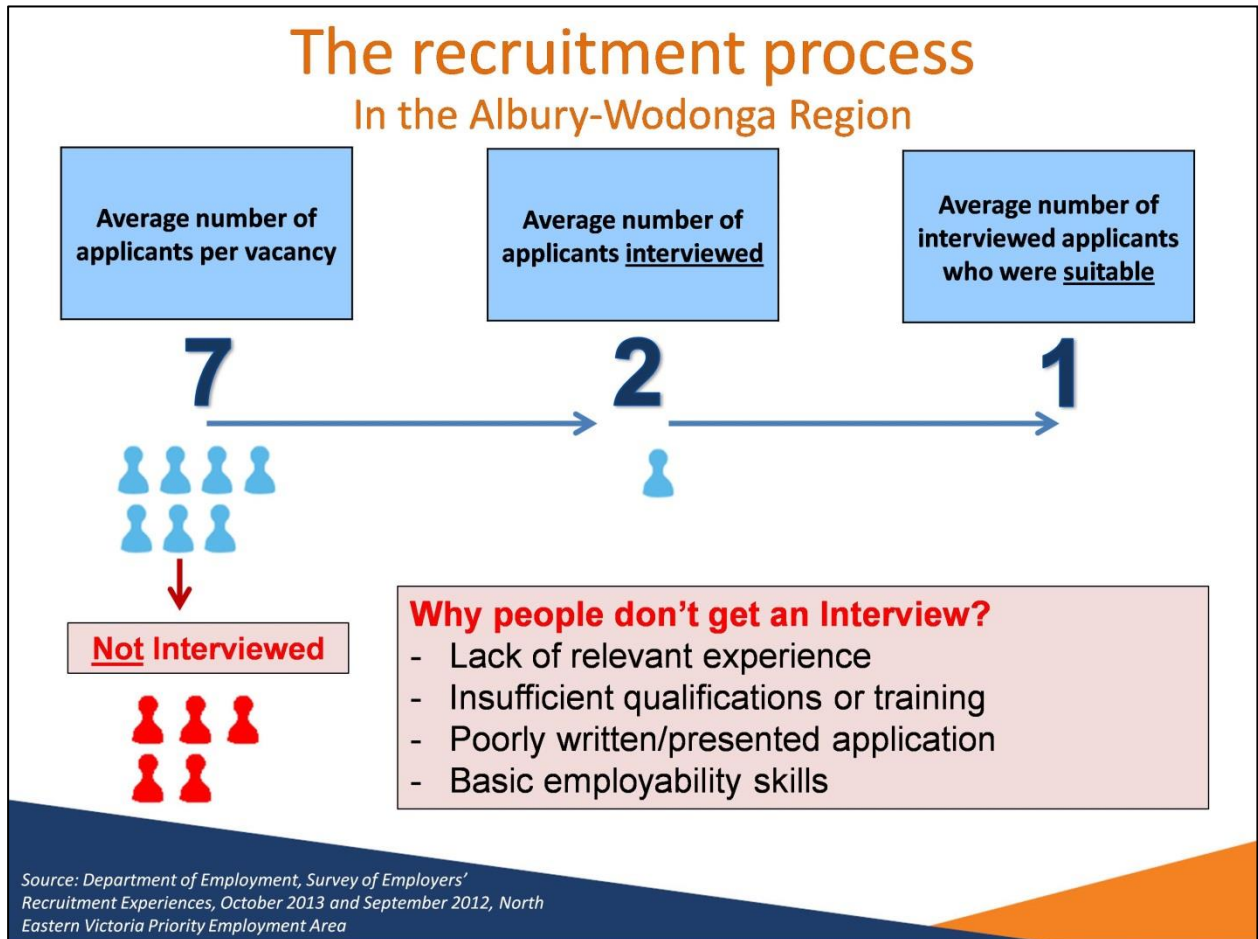 The recruitment process
In the Albury-Wodonga Region
Average number of
applicants per vacancy
Average number of
applicants interviewed
Average number of
interviewed applicants
who were suitable
7
2
1
Not Interviewed
Why people don’t get an Interview?
- Lack of relevant experience
- Insufficient qualifications or training
- Poorly written/presented application
- Basic employability skills
Source: Department of Employment, Survey of Employers’
Recruitment Experiences, October 2013 and September 2012, North
Eastern Victoria Priority Employment Area